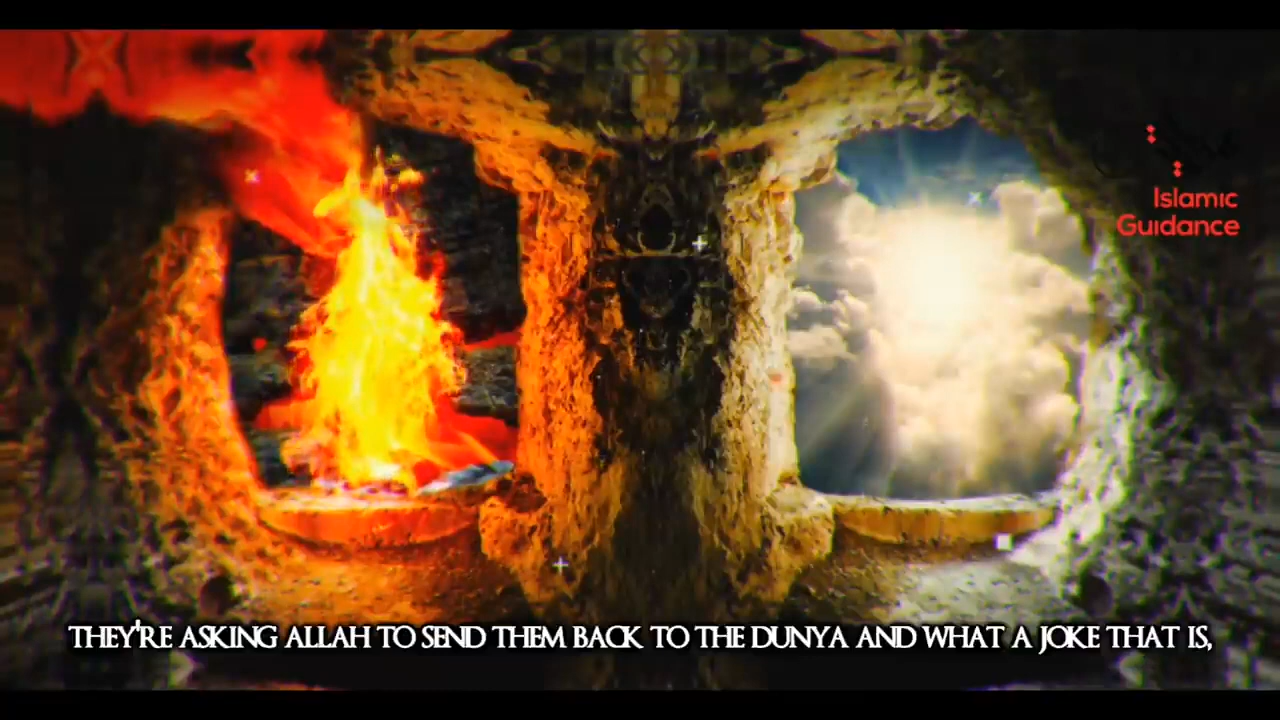 Islamic
Guidance
THEY'RE ASKING ALLAH TO SEND THEM BACK TO THE DUNYA AND WHAT A JOKE THAT IS,